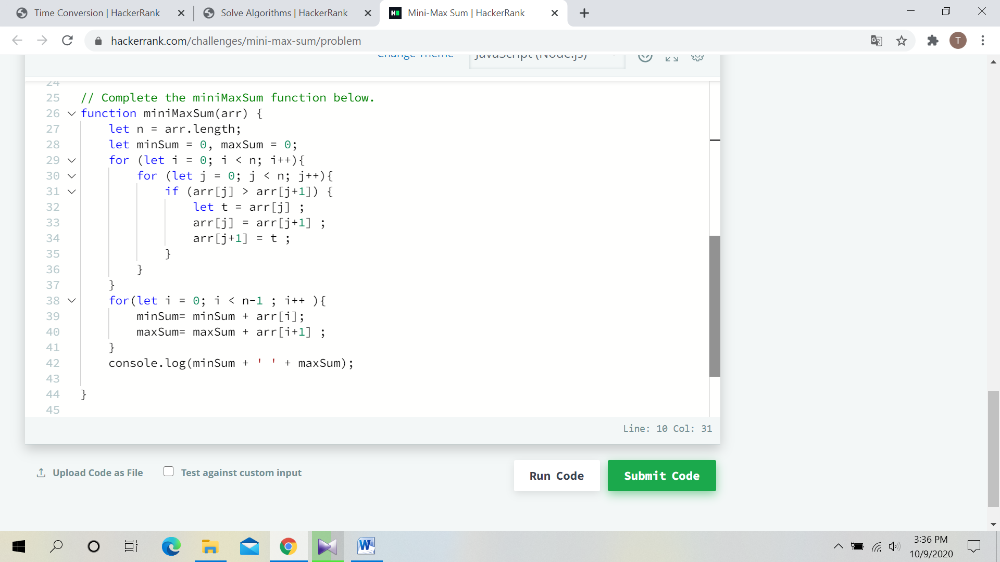 Time Conversion | HackerRank
Solve Algorithms | HackerRank
Mini-Max Sum | HackerRank
hackerrank.com/challenges/mini-max-sum/problem
T
Change Theme
JavaScript (Node.js)
24
25 // Complete the miniMaxSum function below.
26 function miniMaxSum(arr) {
27 let n = arr.length;
28 let minSum = 0, maxSum = 0;
29 for (let i = 0; i < n; i++){
30 for (let j = 0; j < n; j++){
31 if (arr[j] > arr[j+1]) {
32 let t = arr[j] ;
33 arr[j] = arr[j+1] ;
34 arr[j+1] = t ;
35 }
36 }
37 }
38 for(let i = 0; i < n-1 ; i++ ){
39 minSum= minSum + arr[i];
40 maxSum= maxSum + arr[i+1] ;
41 }
42 console.log(minSum + ' ' + maxSum);
43
44 }
45
Line: 10 Col: 31
Upload Code as File
Test against custom input
Run Code
Submit Code
3:36 PM
10/9/2020